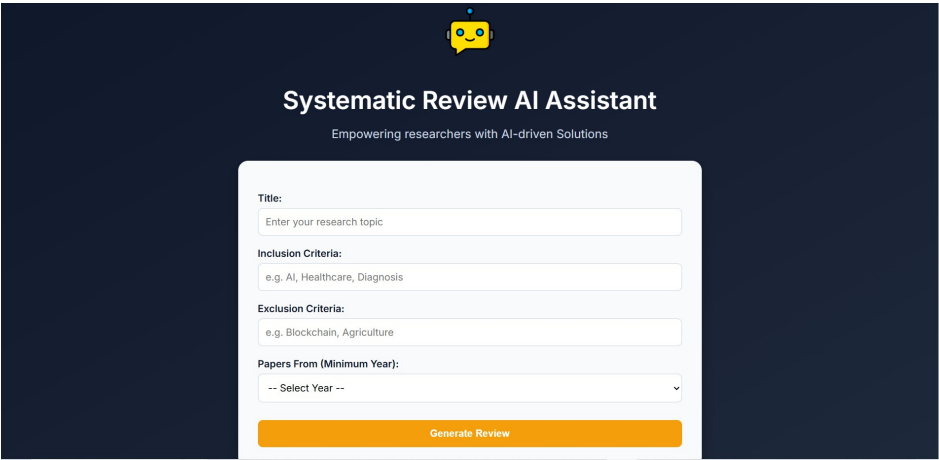 Systematic Review AI Assistant
Empowering researchers with AI-driven Solutions
Title:
Enter your research topic
Inclusion Criteria:
e.g. AI, Healthcare, Diagnosis
Exclusion Criteria:
e.g. Blockchain, Agriculture
Papers From (Minimum Year):
-- Select Year --
Generate Review